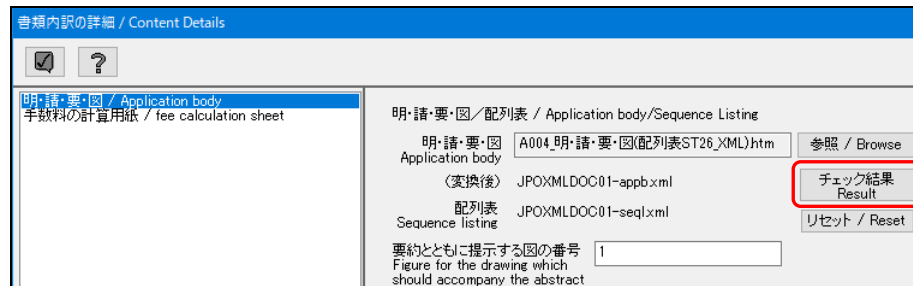 書類内訳の詳細 / Content Details
?
明・請・要・図 / Application body
手数料の計算用紙 / fee calculation sheet
明・請・要・図／配列表 / Application body/Sequence Listing
明・請・要・図 A004_明・請・要・図(配列表ST26_XML).htm 参照 / Browse
Application body
(変換後) JPOXMLDOC01-appb.xml チェック結果
Result
配列表 JPOXMLDOC01-seql.xml
Sequence listing リセット / Reset
要約とともに提示する図の番号 1
Figure for the drawing which
should accompany the abstract